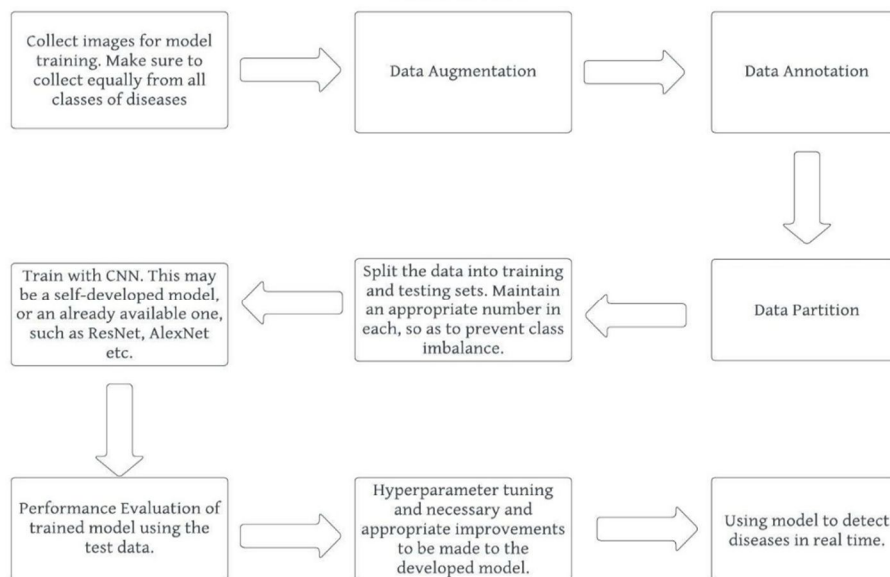 Collect images for model
training. Make sure to
collect equally from all
classes of diseases
Data Augmentation
Data Annotation
Data Partition
Split the data into training
and testing sets. Maintain
an appropriate number in
each, so as to prevent class
imbalance.
Train with CNN. This may
be a self-developed model,
or an already available one,
such as ResNet, AlexNet
etc.
Performance Evaluation of
trained model using the
test data.
Hyperparameter tuning
and necessary and
appropriate improvements
to be made to the
developed model.
Using model to detect
diseases in real time.